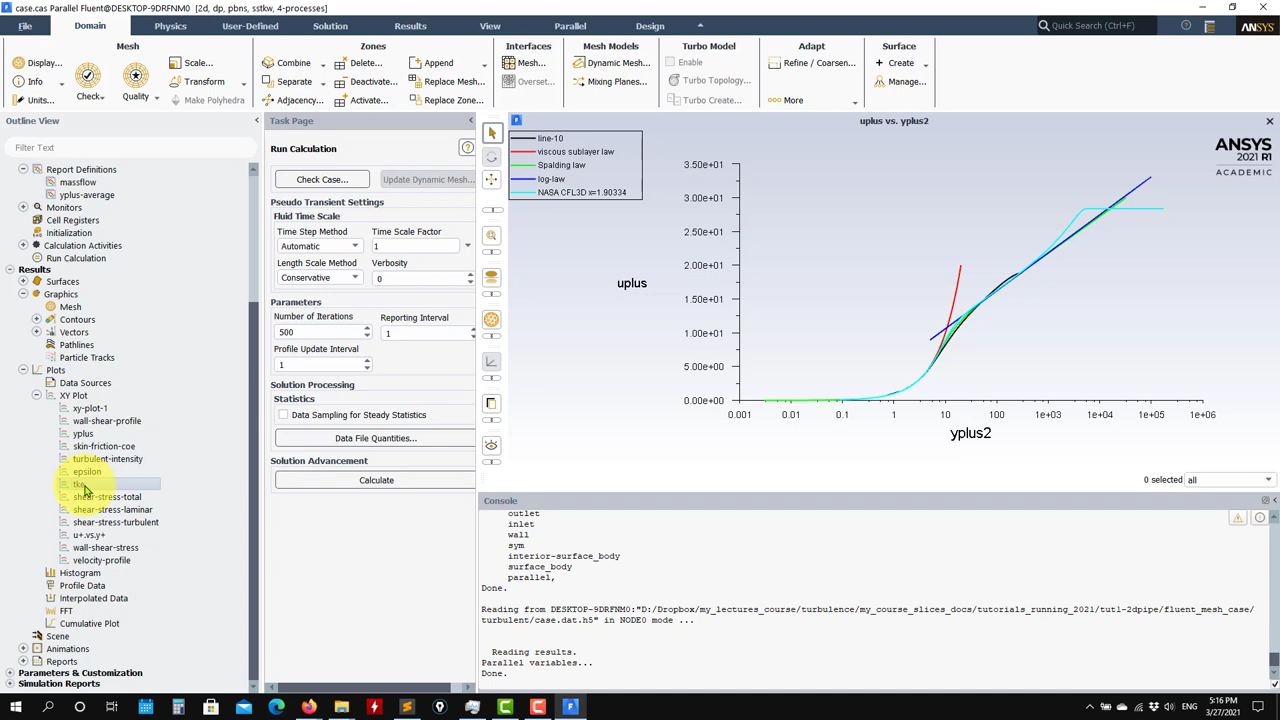 case.cas Parallel Fluent@DESKTOP-9DRFNM0 [2d, dp, pbns, sstkw, 4-processes]
File Domain Physics User-Defined Solution Results View Parallel Design Quick Search (Ctrl+F) ANSYS
Mesh Zones Interfaces Mesh Models Turbo Model Adapt Surface
Display... Scale... Combine Delete... Append Mesh... Dynamic Mesh... Enable Refine / Coarsen... Create
Info Check Quality Transform Separate Deactivate... Replace Mesh... Overset... Mixing Planes... Turbo Topology... Manage...
Units... Make Polyhedra Adjacency... Activate... Replace Zone... Turbo Create... More
Outline View
Filter Text
Report Definitions
massflow
yplus-average
Monitors
Cell Registers
Initialization
Calculation Activities
Run Calculation
Results
Surfaces
Graphics
Mesh
Contours
Vectors
Pathlines
Particle Tracks
Plots
Data Sources
XY Plot
xy-plot-1
wall-shear-profile
yplus
skin-friction-coe
turbulent-intensity
epsilon
tke
shear-stress-total
shear-stress-laminar
shear-stress-turbulent
u+.vs.y+
wall-shear-stress
velocity-profile
Histogram
Profile Data
Interpolated Data
FFT
Cumulative Plot
Scene
Animations
Reports
Parameters & Customization
Simulation Reports
Task Page
Run Calculation ?
Check Case... Update Dynamic Mesh...
Pseudo Transient Settings
Fluid Time Scale
Time Step Method Time Scale Factor
Automatic 1
Length Scale Method Verbosity
Conservative 0
Parameters
Number of Iterations Reporting Interval
500 1
Profile Update Interval
1
Solution Processing
Statistics
Data Sampling for Steady Statistics
Data File Quantities...
Solution Advancement
Calculate
uplus vs. yplus2
line-10
viscous sublayer law
Spalding law
log-law
NASA CFL3D x=1.90334
ANSYS
2021 R1
ACADEMIC
3.50e+01
3.00e+01
2.50e+01
2.00e+01
1.50e+01
1.00e+01
5.00e+00
0.00e+00
uplus
0.001 0.01 0.1 1 10 100 1e+03 1e+04 1e+05 1e+06
yplus2
0 selected all
Console
outlet
inlet
wall
sym
interior-surface_body
surface_body
parallel,
Done.
Reading from DESKTOP-9DRFNM0:"D:/Dropbox/my_lectures_course/turbulence/my_course_slices_docs/tutorials_running_2021/tut1-2dpipe/fluent_mesh_case/
turbulent/case.dat.h5" in NODE0 mode ...
Reading results.
Parallel variables...
Done.
ENG 5:16 PM
3/27/2021